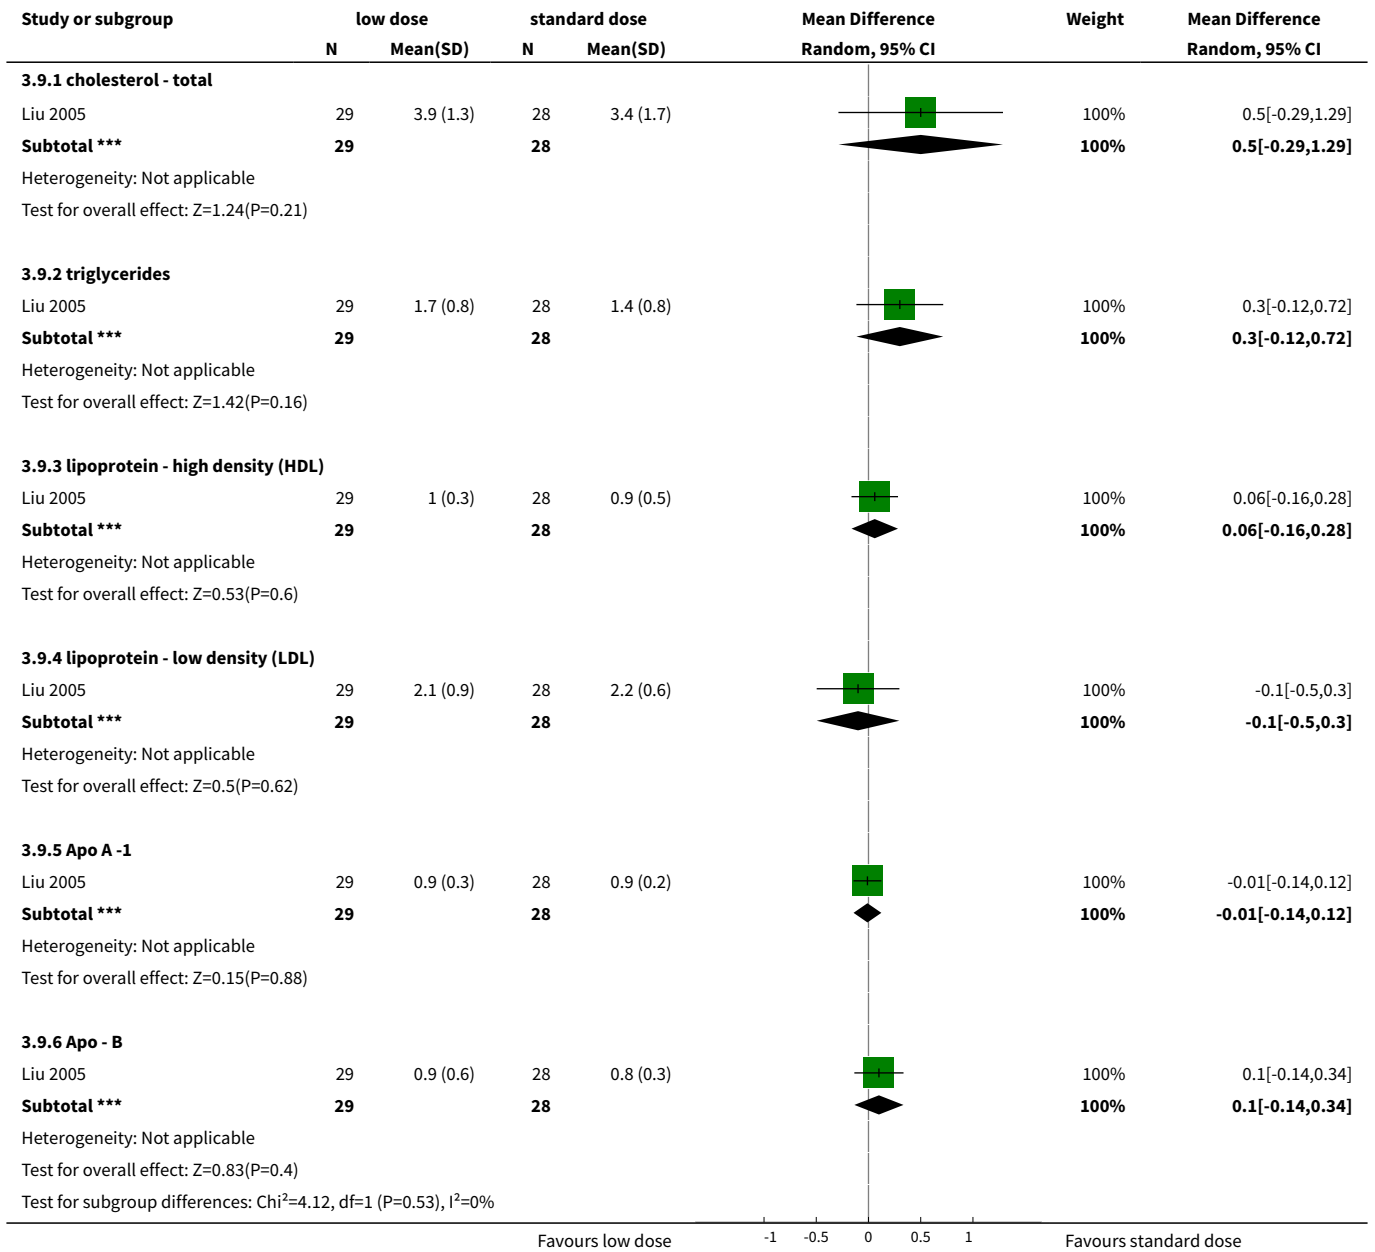 Study or subgroup low dose standard dose Mean Difference Weight Mean Difference
N Mean(SD) N Mean(SD) Random, 95% CI Random, 95% CI
3.9.1 cholesterol - total
Liu 2005 29 3.9 (1.3) 28 3.4 (1.7) 100% 0.5[-0.29,1.29]
Subtotal *** 29 28 100% 0.5[-0.29,1.29]
Heterogeneity: Not applicable
Test for overall effect: Z=1.24(P=0.21)
3.9.2 triglycerides
Liu 2005 29 1.7 (0.8) 28 1.4 (0.8) 100% 0.3[-0.12,0.72]
Subtotal *** 29 28 100% 0.3[-0.12,0.72]
Heterogeneity: Not applicable
Test for overall effect: Z=1.42(P=0.16)
3.9.3 lipoprotein - high density (HDL)
Liu 2005 29 1 (0.3) 28 0.9 (0.5) 100% 0.06[-0.16,0.28]
Subtotal *** 29 28 100% 0.06[-0.16,0.28]
Heterogeneity: Not applicable
Test for overall effect: Z=0.53(P=0.6)
3.9.4 lipoprotein - low density (LDL)
Liu 2005 29 2.1 (0.9) 28 2.2 (0.6) 100% -0.1[-0.5,0.3]
Subtotal *** 29 28 100% -0.1[-0.5,0.3]
Heterogeneity: Not applicable
Test for overall effect: Z=0.5(P=0.62)
3.9.5 Apo A -1
Liu 2005 29 0.9 (0.3) 28 0.9 (0.2) 100% -0.01[-0.14,0.12]
Subtotal *** 29 28 100% -0.01[-0.14,0.12]
Heterogeneity: Not applicable
Test for overall effect: Z=0.15(P=0.88)
3.9.6 Apo - B
Liu 2005 29 0.9 (0.6) 28 0.8 (0.3) 100% 0.1[-0.14,0.34]
Subtotal *** 29 28 100% 0.1[-0.14,0.34]
Heterogeneity: Not applicable
Test for overall effect: Z=0.83(P=0.4)
Test for subgroup differences: Chi²=4.12, df=1 (P=0.53), I²=0%
Favours low dose -1 -0.5 0 0.5 1 Favours standard dose